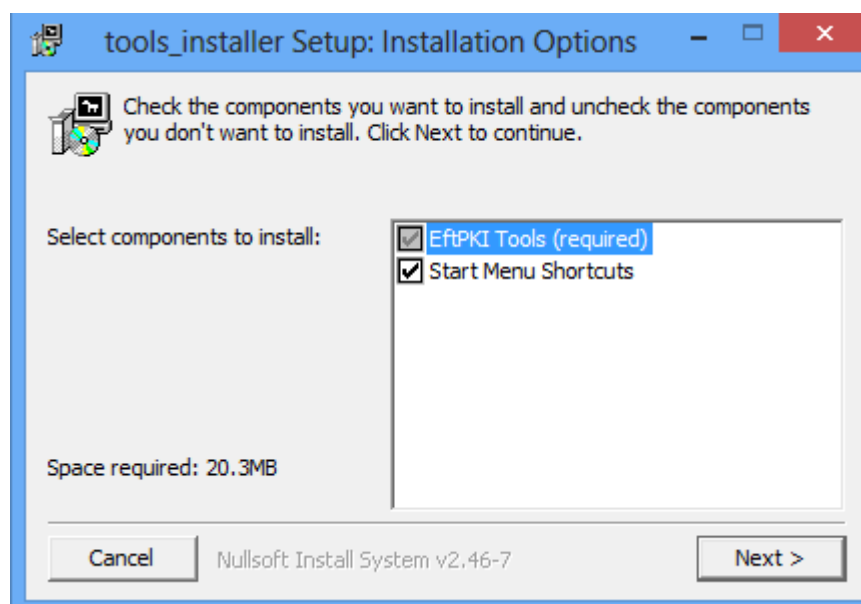 tools_installer Setup: Installation Options
Check the components you want to install and uncheck the components
you don't want to install. Click Next to continue.
Select components to install:
EftPKI Tools (required)
Start Menu Shortcuts
Space required: 20.3MB
Cancel
Nullsoft Install System v2.46-7
Next >